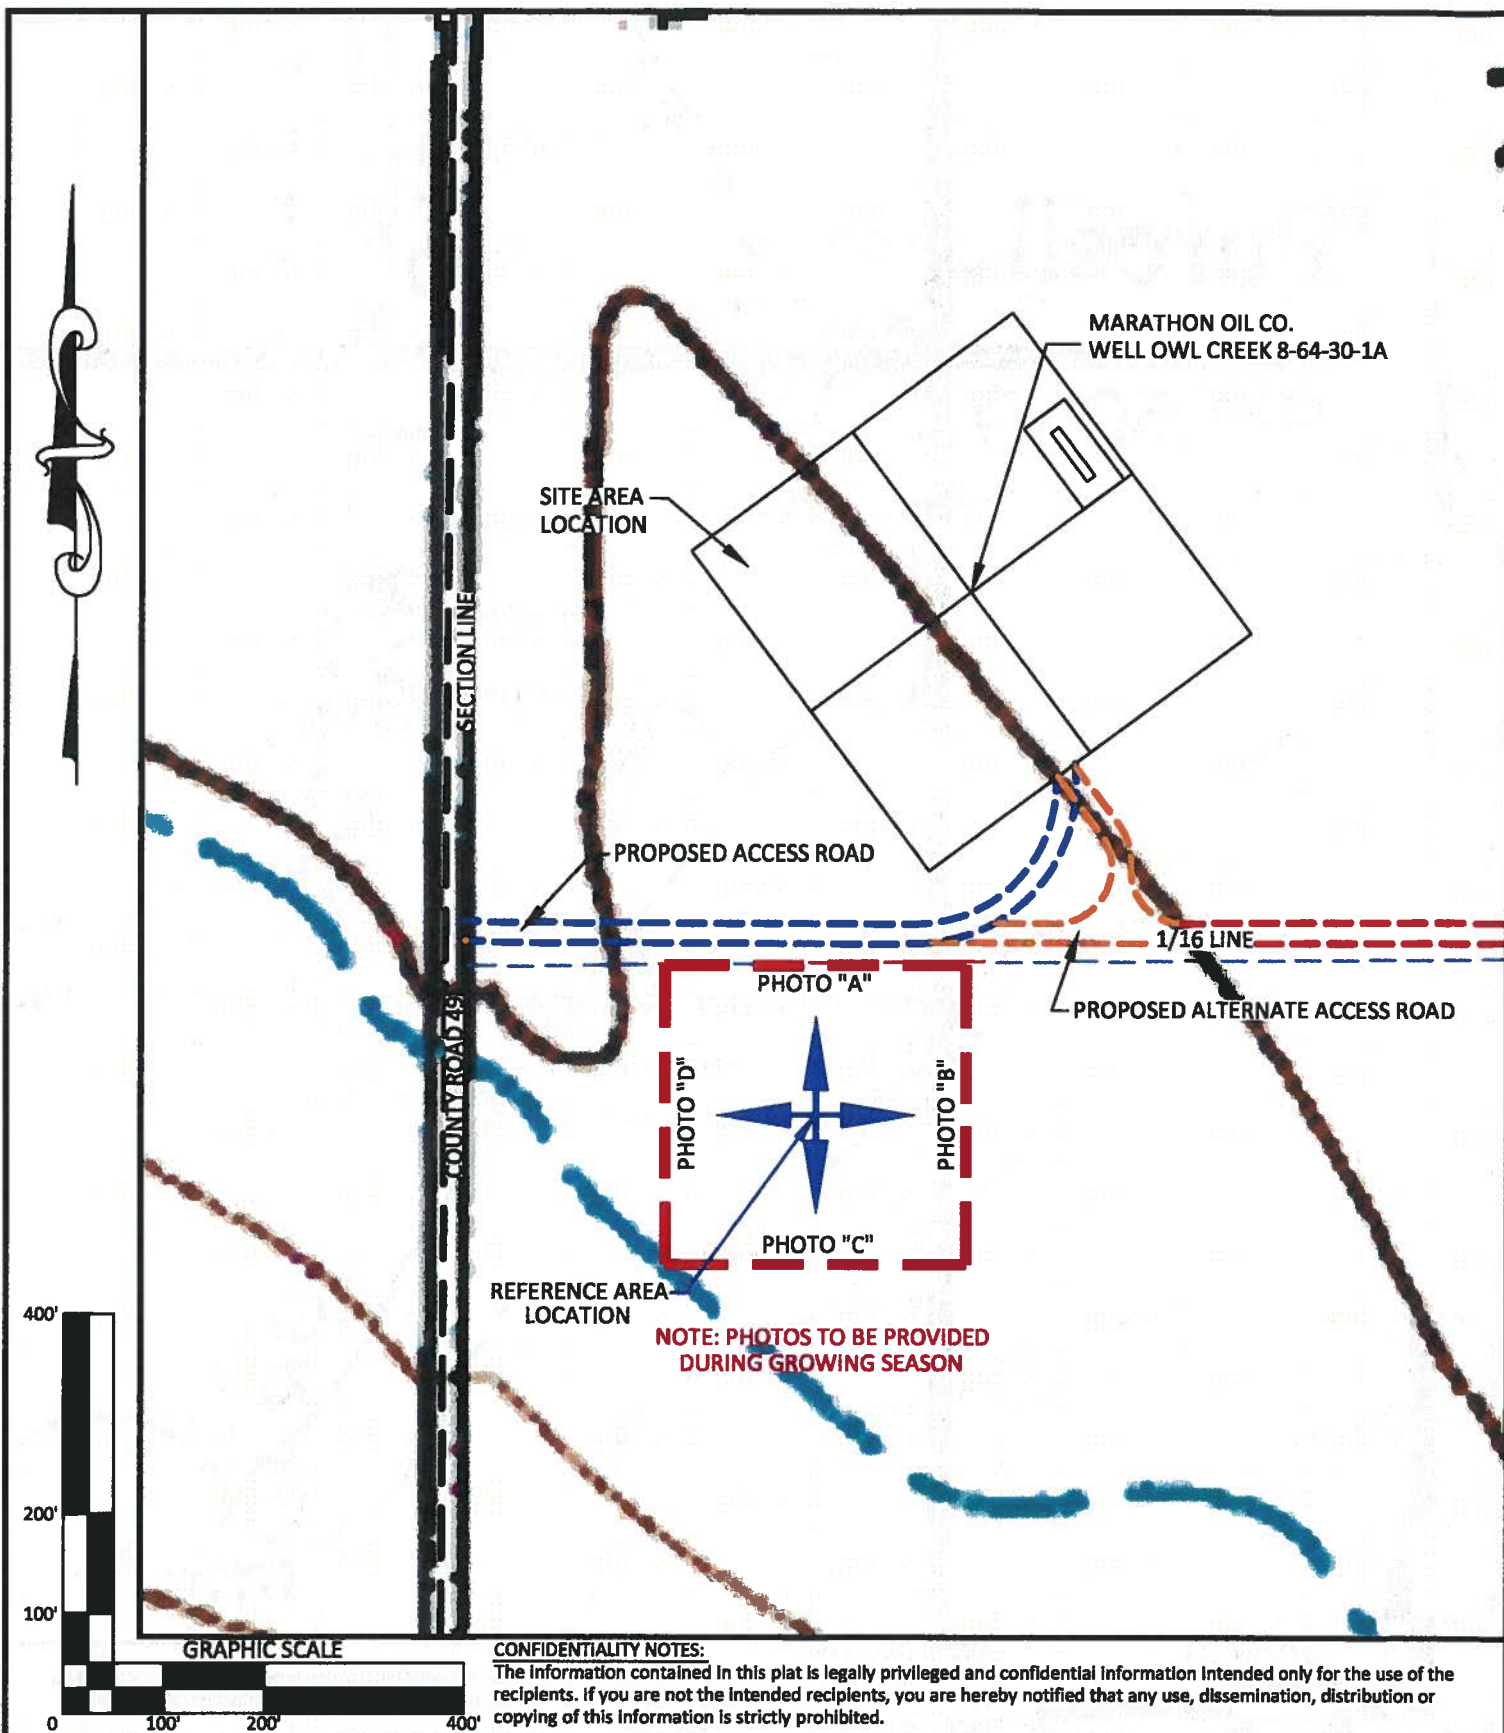 MARATHON OIL CO.
WELL OWL CREEK 8-64-30-1A
SITE AREA
LOCATION
SECTION LINE
PROPOSED ACCESS ROAD
1/16 LINE
PROPOSED ALTERNATE ACCESS ROAD
COUNTY ROAD 49
PHOTO "A"
PHOTO "D"
PHOTO "B"
PHOTO "C"
REFERENCE AREA
LOCATION
NOTE: PHOTOS TO BE PROVIDED
DURING GROWING SEASON
400'
200'
100'
GRAPHIC SCALE
0 100' 200' 400'
CONFIDENTIALITY NOTES:
The information contained in this plat is legally privileged and confidential information intended only for the use of the
recipients. If you are not the intended recipients, you are hereby notified that any use, dissemination, distribution or
copying of this information is strictly prohibited.